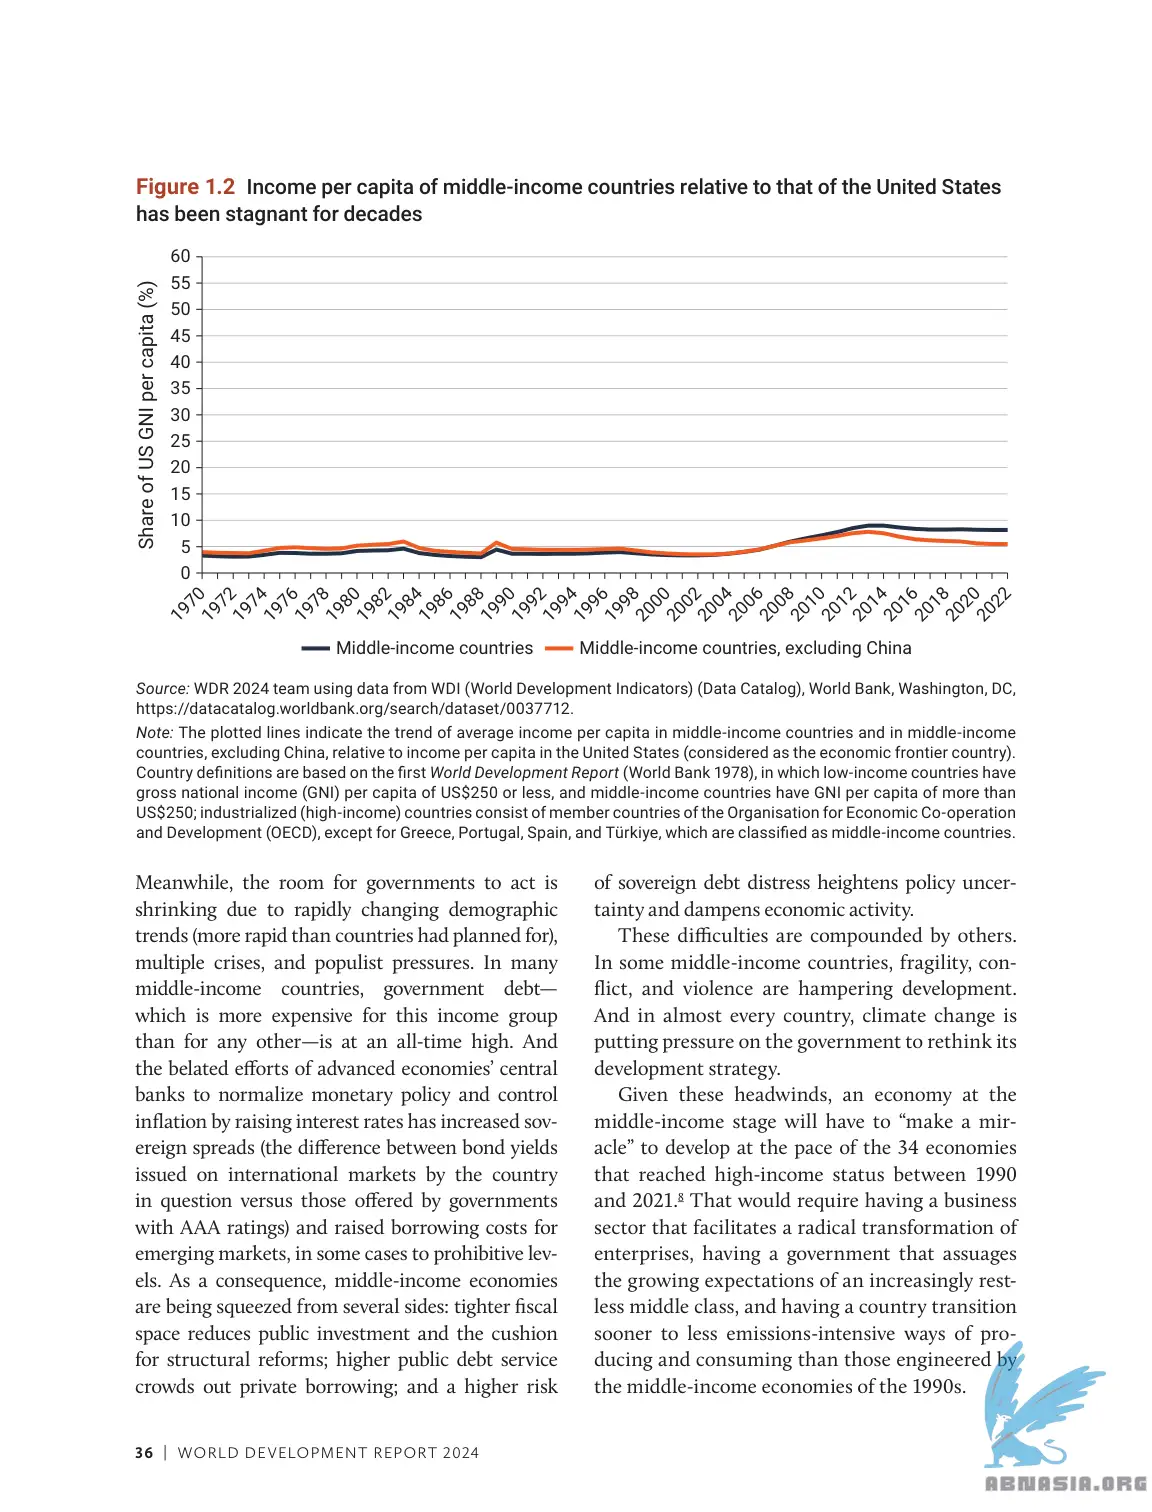 Figure 1.2 Income per capita of middle-income countries relative to that of the United States
has been stagnant for decades
Share of US GNI per capita (%)
60
55
50
45
40
35
30
25
20
15
10
5
0
1970
1972
1974
1976
1978
1980
1982
1984
1986
1988
1990
1992
1994
1996
1998
2000
2002
2004
2006
2008
2010
2012
2014
2016
2018
2020
2022
Middle-income countries
Middle-income countries, excluding China
Source: WDR 2024 team using data from WDI (World Development Indicators) (Data Catalog), World Bank, Washington, DC,
https://datacatalog.worldbank.org/search/dataset/0037712.
Note: The plotted lines indicate the trend of average income per capita in middle-income countries and in middle-income
countries, excluding China, relative to income per capita in the United States (considered as the economic frontier country).
Country definitions are based on the first World Development Report (World Bank 1978), in which low-income countries have
gross national income (GNI) per capita of US$250 or less, and middle-income countries have GNI per capita of more than
US$250; industrialized (high-income) countries consist of member countries of the Organisation for Economic Co-operation
and Development (OECD), except for Greece, Portugal, Spain, and Türkiye, which are classified as middle-income countries.
Meanwhile, the room for governments to act is
shrinking due to rapidly changing demographic
trends (more rapid than countries had planned for),
multiple crises, and populist pressures. In many
middle-income countries, government debt—
which is more expensive for this income group
than for any other—is at an all-time high. And
the belated efforts of advanced economies' central
banks to normalize monetary policy and control
inflation by raising interest rates has increased sov-
ereign spreads (the difference between bond yields
issued on international markets by the country
in question versus those offered by governments
with AAA ratings) and raised borrowing costs for
emerging markets, in some cases to prohibitive lev-
els. As a consequence, middle-income economies
are being squeezed from several sides: tighter fiscal
space reduces public investment and the cushion
for structural reforms; higher public debt service
crowds out private borrowing; and a higher risk
of sovereign debt distress heightens policy uncer-
tainty and dampens economic activity.
These difficulties are compounded by others.
In some middle-income countries, fragility, con-
flict, and violence are hampering development.
And in almost every country, climate change is
putting pressure on the government to rethink its
development strategy.
Given these headwinds, an economy at the
middle-income stage will have to “make a mir-
acle” to develop at the pace of the 34 economies
that reached high-income status between 1990
and 2021.8 That would require having a business
sector that facilitates a radical transformation of
enterprises, having a government that assuages
the growing expectations of an increasingly rest-
less middle class, and having a country transition
sooner to less emissions-intensive ways of pro-
ducing and consuming than those engineered by
the middle-income economies of the 1990s.
36 | WORLD DEVELOPMENT REPORT 2024
ABNASIA.ORG